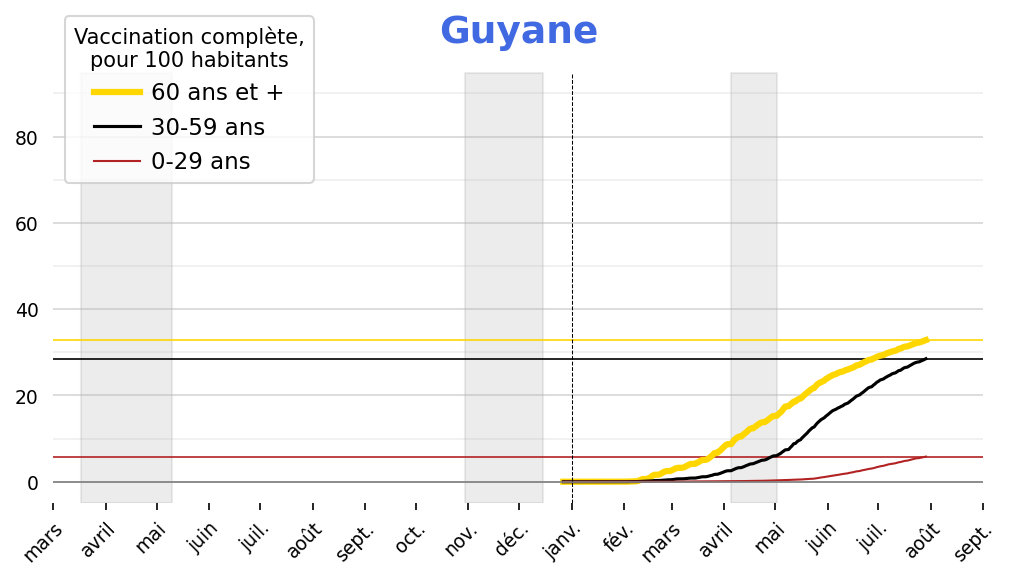 Guyane
Vaccination complète,
pour 100 habitants
60 ans et +
30-59 ans
0-29 ans
80
60
40
20
0
mars avril mai juin juil. août sept. oct. nov. déc. janv. fév. mars avril mai juin juil. août sept.